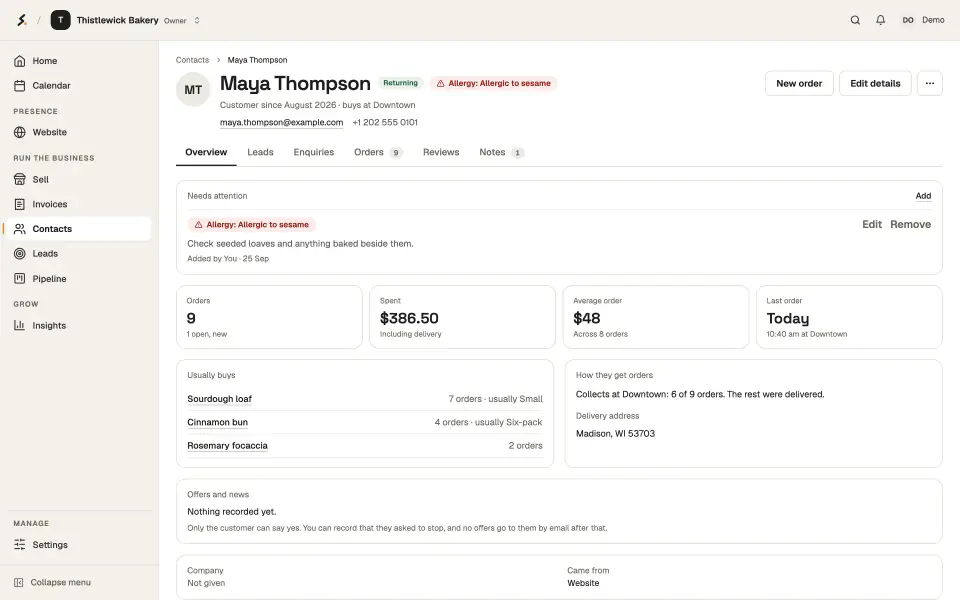 / T Thistlewick Bakery Owner
DO Demo
Home
Calendar
PRESENCE
Website
RUN THE BUSINESS
Sell
Invoices
Contacts
Leads
Pipeline
GROW
Insights
MANAGE
Settings
Collapse menu
Contacts > Maya Thompson
MT
Maya Thompson Returning Allergy: Allergic to sesame
Customer since August 2026 · buys at Downtown
maya.thompson@example.com +1 202 555 0101
New order Edit details ...
Overview Leads Enquiries Orders 9 Reviews Notes 1
Needs attention Add
Allergy: Allergic to sesame Edit Remove
Check seeded loaves and anything baked beside them.
Added by You · 25 Sep
Orders
9
1 open, new
Spent
$386.50
Including delivery
Average order
$48
Across 8 orders
Last order
Today
10:40 am at Downtown
Usually buys
Sourdough loaf 7 orders · usually Small
Cinnamon bun 4 orders · usually Six-pack
Rosemary focaccia 2 orders
How they get orders
Collects at Downtown: 6 of 9 orders. The rest were delivered.
Delivery address
Madison, WI 53703
Offers and news
Nothing recorded yet.
Only the customer can say yes. You can record that they asked to stop, and no offers go to them by email after that.
Company
Not given
Came from
Website